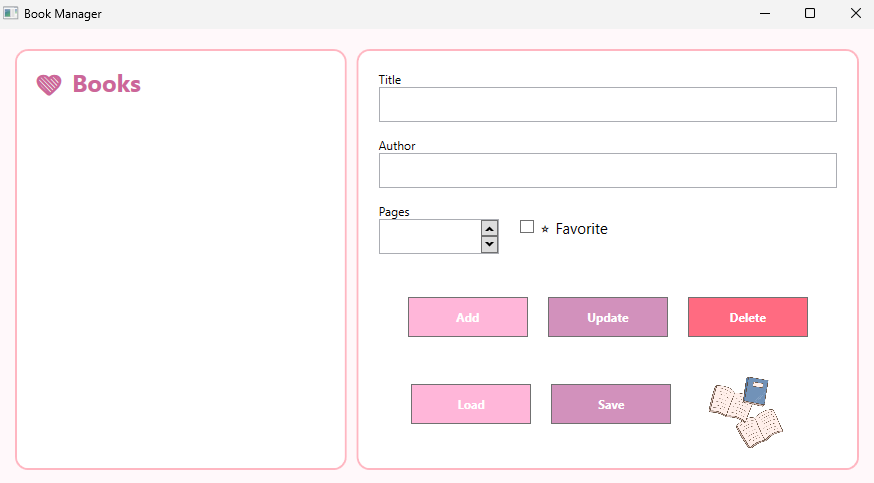 Book Manager
Books
Title
Author
Pages
Favorite
Add
Update
Delete
Load
Save